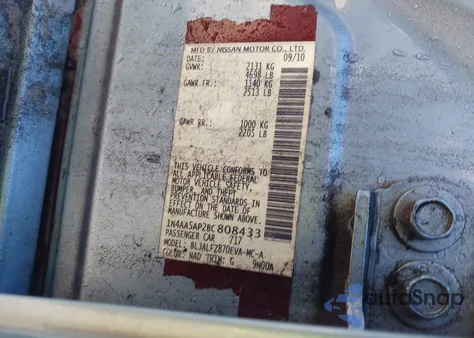 MFD BY NISSAN MOTOR CO., LTD.
DATE: 09/10
GVWR: 2131 KG
4698 LB
GAWR.FR: 1140 KG
2513 LB
GAWR RR: 1000 KG
2205 LB
THIS VEHICLE CONFORMS TO
ALL APPLICABLE FEDERAL
MOTOR VEHICLE SAFETY,
BUMPER, AND THEFT
PREVENTION STANDARDS IN
EFFECT ON THE DATE OF
MANUFACTURE SHOWN ABOVE.
1N4AA5AP2BC808433
PASSENGER CAR 717
MODEL: BLJALF2870EVA-MC-A
COLOR: NAD TRIM: G 9N00A
AutoSnap